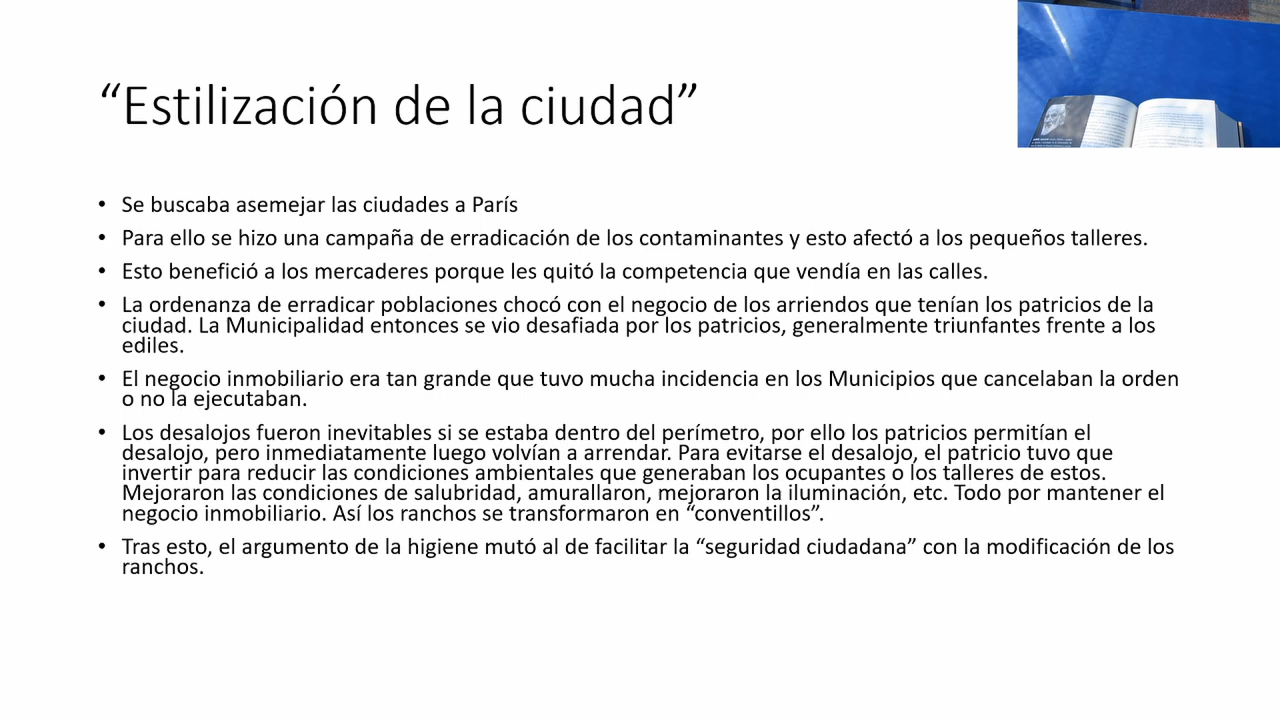 “Estilización de la ciudad”
• Se buscaba asemejar las ciudades a París
• Para ello se hizo una campaña de erradicación de los contaminantes y esto afectó a los pequeños talleres.
• Esto benefició a los mercaderes porque les quitó la competencia que vendía en las calles.
• La ordenanza de erradicar poblaciones chocó con el negocio de los arriendos que tenían los patricios de la
ciudad. La Municipalidad entonces se vio desafiada por los patricios, generalmente triunfantes frente a los
ediles.
• El negocio inmobiliario era tan grande que tuvo mucha incidencia en los Municipios que cancelaban la orden
o no la ejecutaban.
• Los desalojos fueron inevitables si se estaba dentro del perímetro, por ello los patricios permitían el
desalojo, pero inmediatamente luego volvían a arrendar. Para evitarse el desalojo, el patricio tuvo que
invertir para reducir las condiciones ambientales que generaban los ocupantes o los talleres de estos.
Mejoraron las condiciones de salubridad, amurallaron, mejoraron la iluminación, etc. Todo por mantener el
negocio inmobiliario. Así los ranchos se transformaron en “conventillos”.
• Tras esto, el argumento de la higiene mutó al de facilitar la “seguridad ciudadana” con la modificación de los
ranchos.